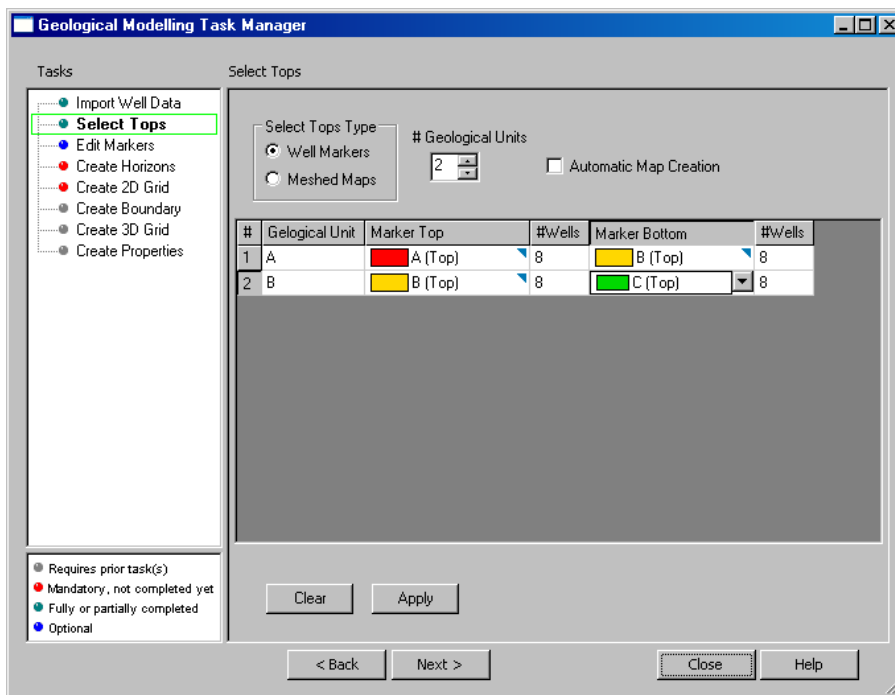 Geological Modelling Task Manager
Tasks
Import Well Data
Select Tops
Edit Markers
Create Horizons
Create 2D Grid
Create Boundary
Create 3D Grid
Create Properties
Requires prior task(s)
Mandatory, not completed yet
Fully or partially completed
Optional
Select Tops
Select Tops Type
Well Markers
Meshed Maps
# Geological Units
2
Automatic Map Creation
# Gelogical Unit Marker Top #Wells Marker Bottom #Wells
1 A A (Top) 8 B (Top) 8
2 B B (Top) 8 C (Top) 8
Clear Apply
< Back Next > Close Help